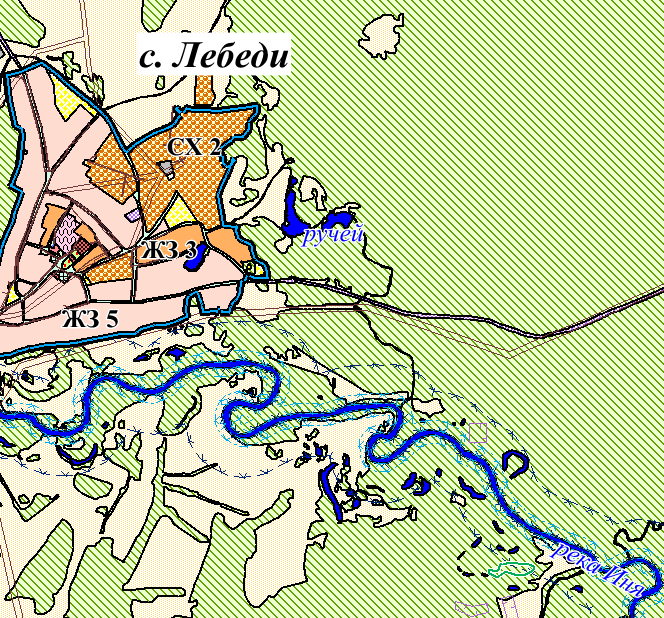 с. Лебеди
СХ 2
ручей
ЖЗ 3
ЖЗ 5
река Иня